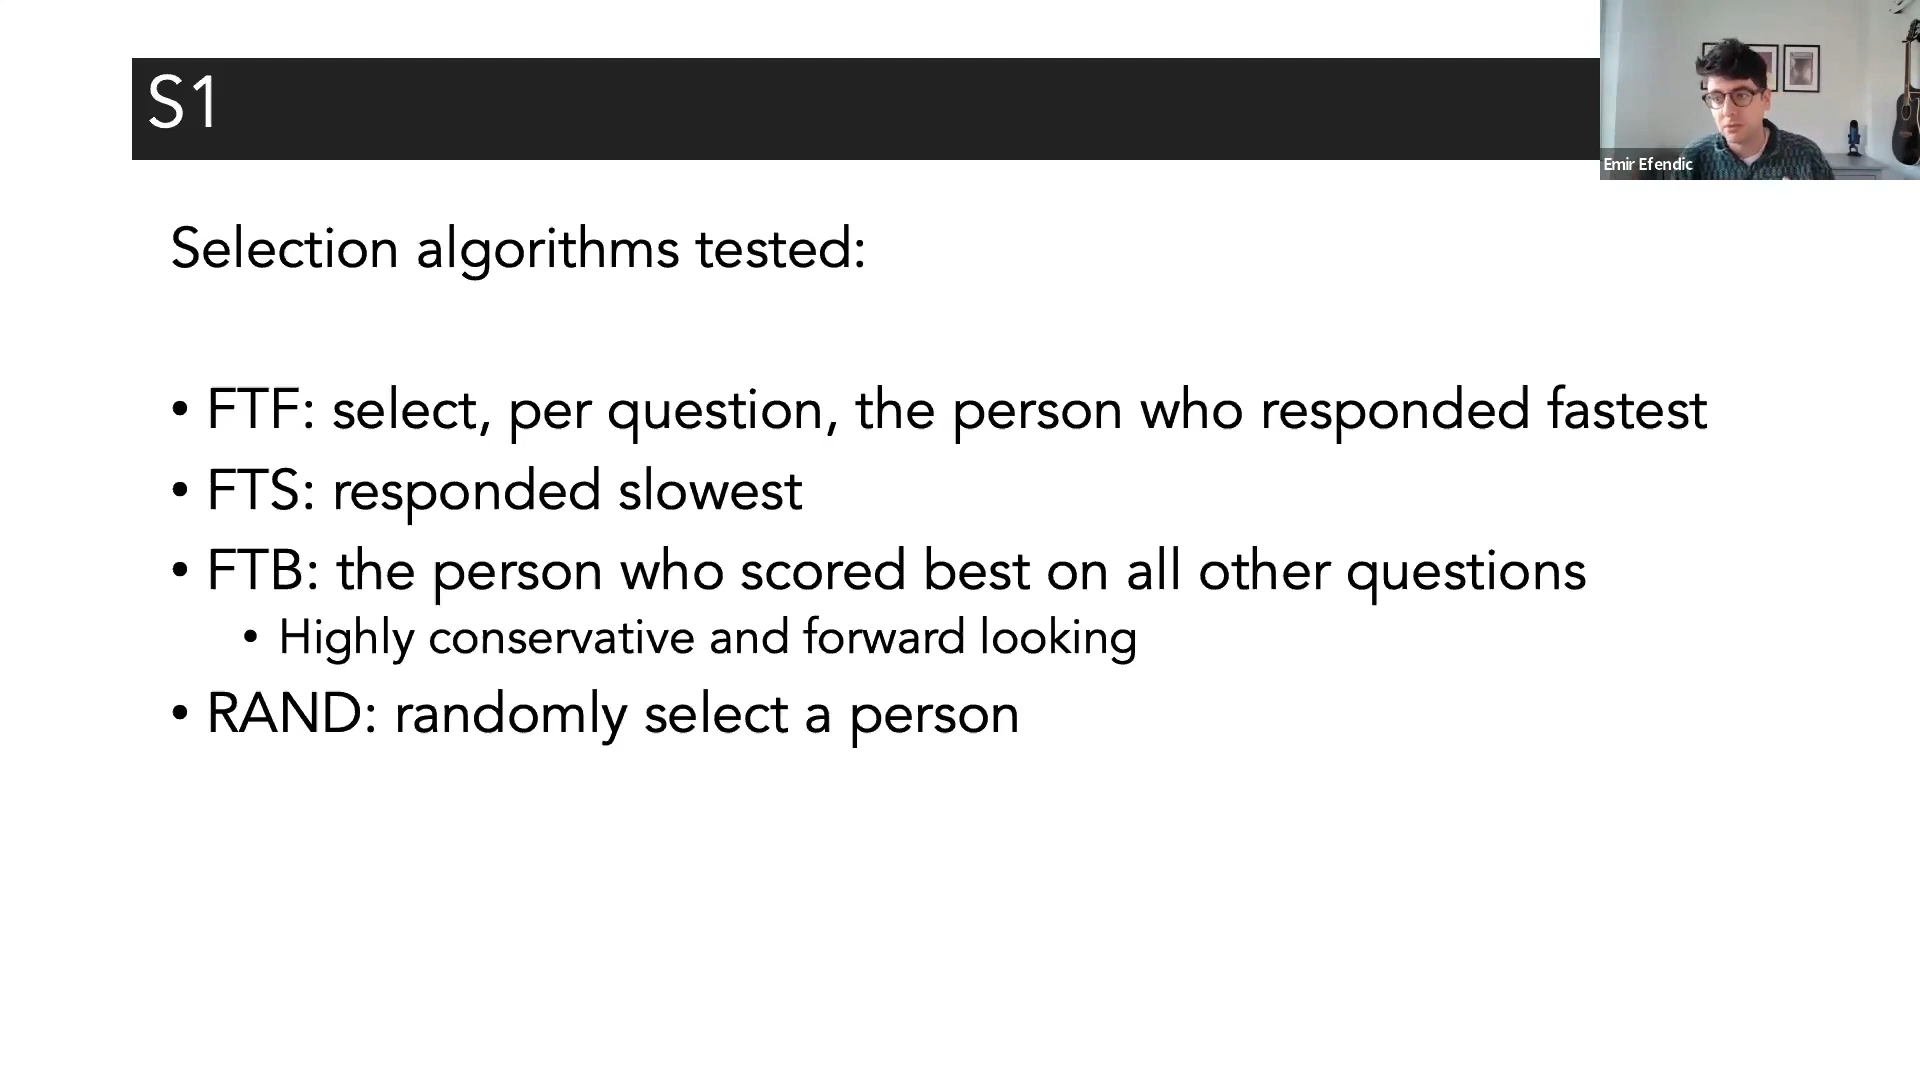 S1
Emir Efendic
Selection algorithms tested:
• FTF: select, per question, the person who responded fastest
• FTS: responded slowest
• FTB: the person who scored best on all other questions
• Highly conservative and forward looking
• RAND: randomly select a person